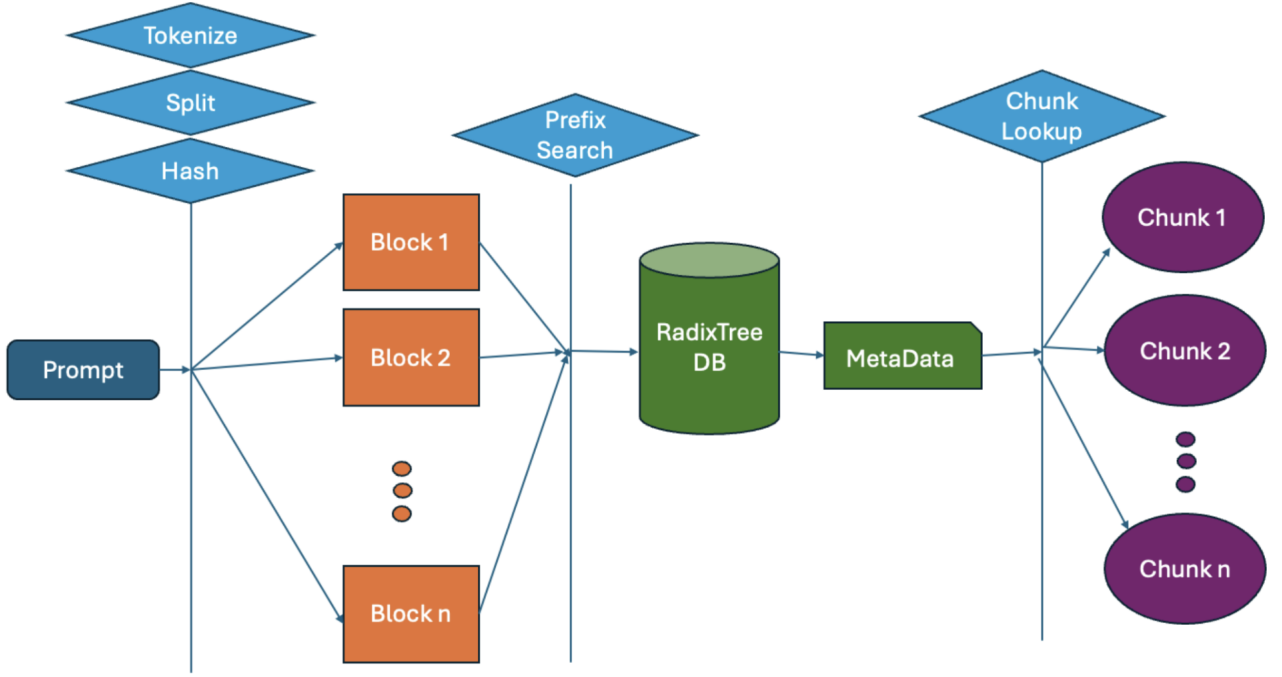 Tokenize
Split
Hash
Prefix
Search
Chunk
Lookup
Prompt
Block 1
Block 2
Block n
RadixTree
DB
MetaData
Chunk 1
Chunk 2
Chunk n